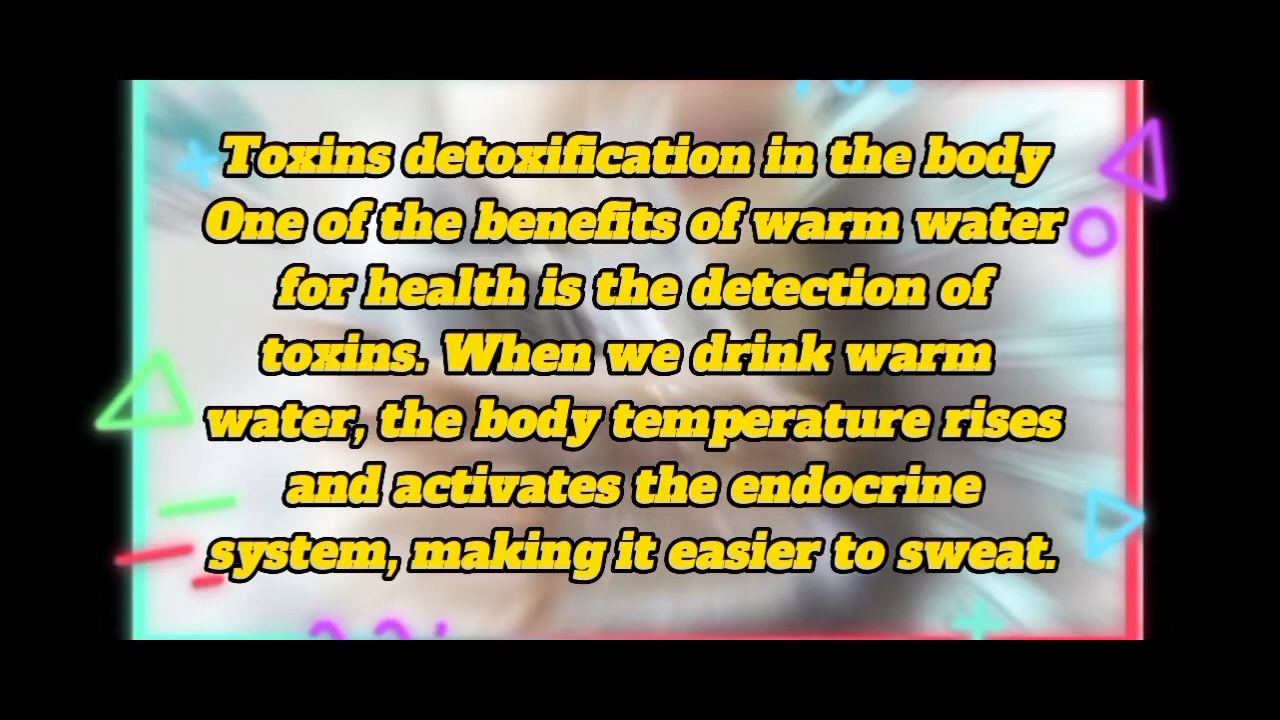 Toxins detoxification in the body
One of the benefits of warm water
for health is the detection of
toxins. When we drink warm
water, the body temperature rises
and activates the endocrine
system, making it easier to sweat.